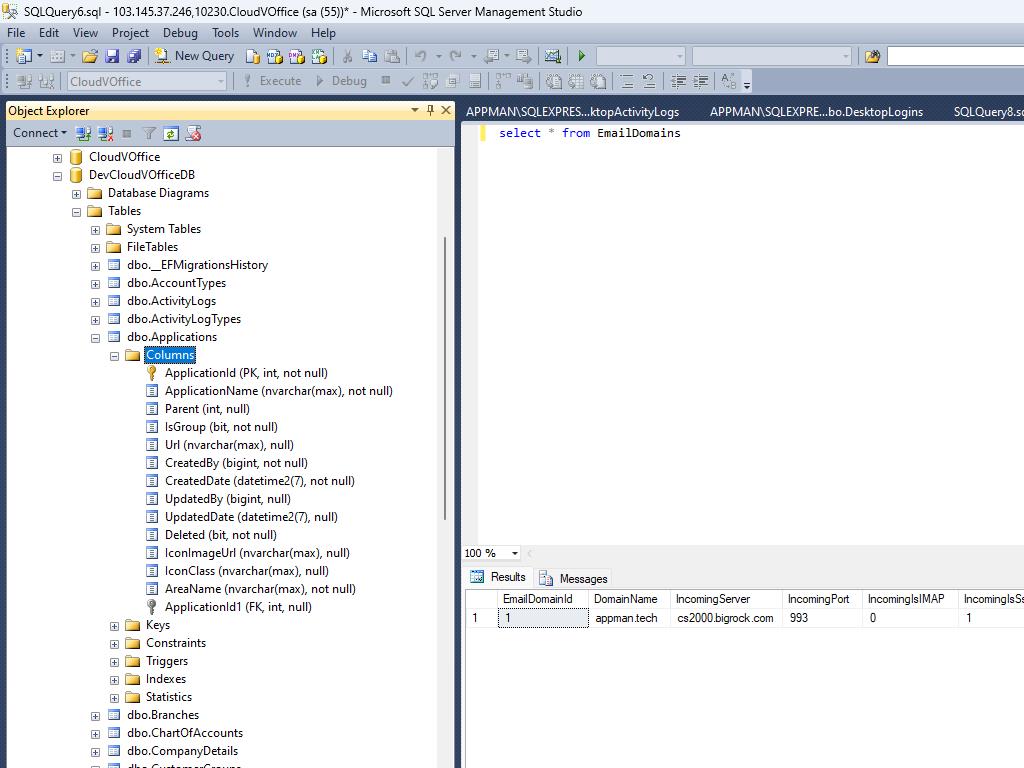 SQLQuery6.sql - 103.145.37.246,10230.CloudVOffice (sa (55))* - Microsoft SQL Server Management Studio
File Edit View Project Debug Tools Window Help
New Query
CloudVOffice Execute Debug
Object Explorer
Connect
CloudVOffice
DevCloudVOfficeDB
Database Diagrams
Tables
System Tables
FileTables
dbo.__EFMigrationsHistory
dbo.AccountTypes
dbo.ActivityLogs
dbo.ActivityLogTypes
dbo.Applications
Columns
ApplicationId (PK, int, not null)
ApplicationName (nvarchar(max), not null)
Parent (int, null)
IsGroup (bit, not null)
Url (nvarchar(max), null)
CreatedBy (bigint, not null)
CreatedDate (datetime2(7), not null)
UpdatedBy (bigint, null)
UpdatedDate (datetime2(7), null)
Deleted (bit, not null)
IconImageUrl (nvarchar(max), null)
IconClass (nvarchar(max), null)
AreaName (nvarchar(max), not null)
ApplicationId1 (FK, int, null)
Keys
Constraints
Triggers
Indexes
Statistics
dbo.Branches
dbo.ChartOfAccounts
dbo.CompanyDetails
APPMAN\SQLEXPRES...ktopActivityLogs APPMAN\SQLEXPRE...bo.DesktopLogins SQLQuery8.sq
select * from EmailDomains
100 %
Results Messages
EmailDomainId DomainName IncomingServer IncomingPort IncomingIsIMAP IncomingIsSs
1 1 appman.tech cs2000.bigrock.com 993 0 1